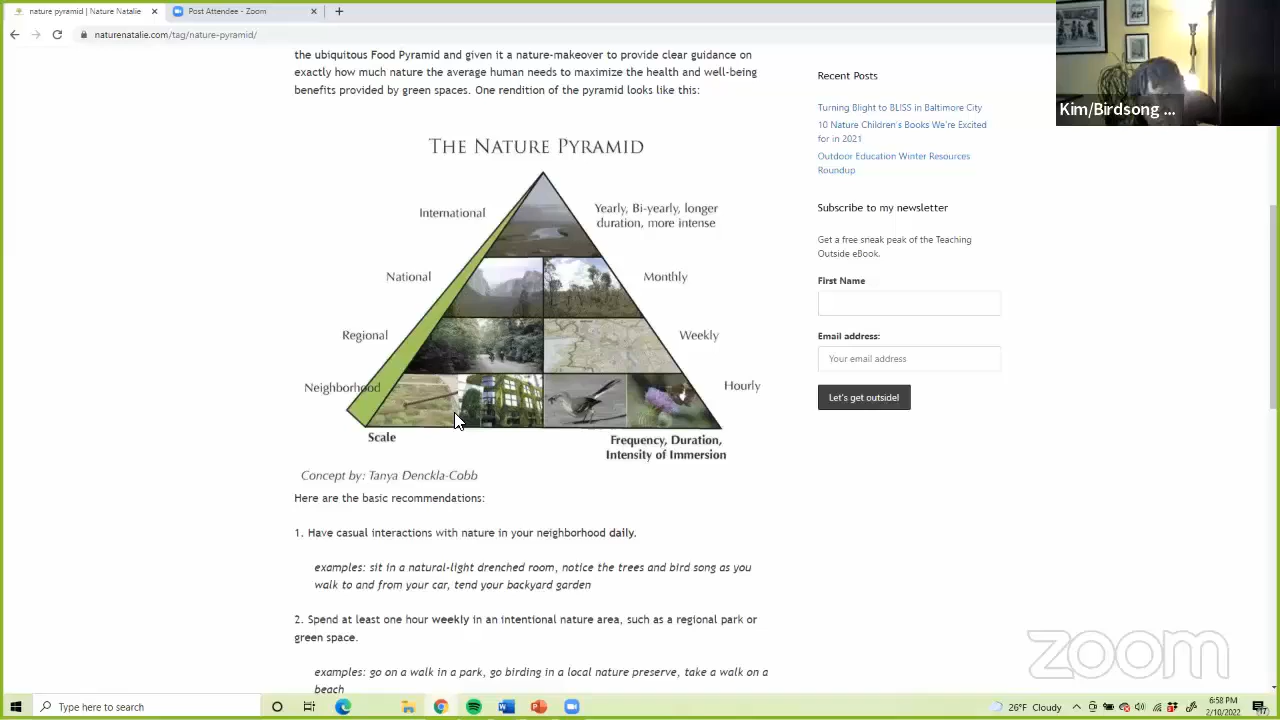 nature pyramid | Nature Natalie
Post Attendee - Zoom
naturenatalie.com/tag/nature-pyramid/
the ubiquitous Food Pyramid and given it a nature-makeover to provide clear guidance on
exactly how much nature the average human needs to maximize the health and well-being
benefits provided by green spaces. One rendition of the pyramid looks like this:
THE NATURE PYRAMID
International
Yearly, Bi-yearly, longer
duration, more intense
National
Monthly
Regional
Weekly
Neighborhood
Hourly
Scale
Frequency, Duration,
Intensity of Immersion
Concept by: Tanya Denckla-Cobb
Here are the basic recommendations:
1. Have casual interactions with nature in your neighborhood daily.
examples: sit in a natural-light drenched room, notice the trees and bird song as you
walk to and from your car, tend your backyard garden
2. Spend at least one hour weekly in an intentional nature area, such as a regional park or
green space.
examples: go on a walk in a park, go birding in a local nature preserve, take a walk on a
beach
Recent Posts
Turning Blight to BLISS in Baltimore City
10 Nature Children's Books We're Excited
for in 2021
Outdoor Education Winter Resources
Roundup
Subscribe to my newsletter
Get a free sneak peak of the Teaching
Outside eBook.
First Name
Email address:
Your email address
Let's get outside!
Kim/Birdsong ...
zoom
Type here to search
26°F Cloudy
6:58 PM
2/10/2022